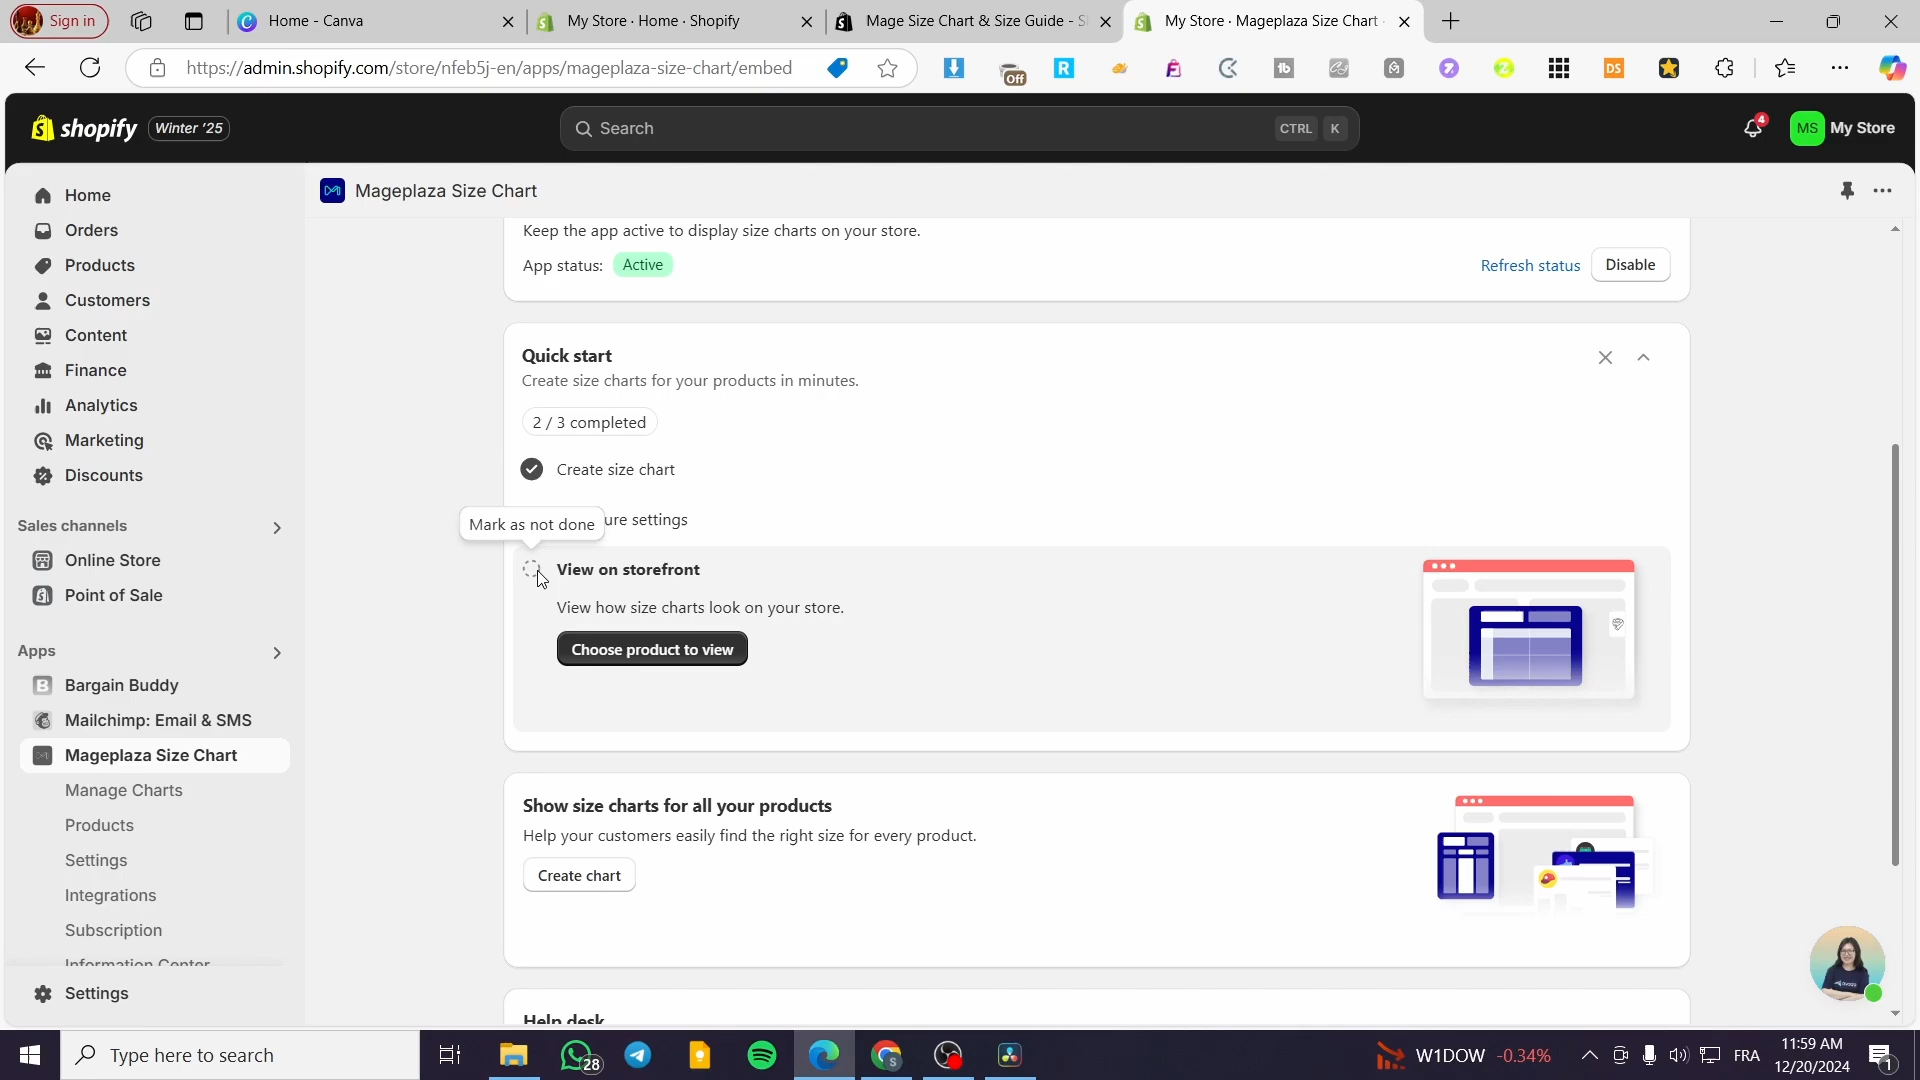 Sign in
Home - Canva
My Store · Home · Shopify
Mage Size Chart & Size Guide - S
My Store · Mageplaza Size Chart ·
https://admin.shopify.com/store/nfeb5j-en/apps/mageplaza-size-chart/embed
Off
R
tb
DS
shopify
Winter '25
Search
CTRL K
4
MS
My Store
Home
Orders
Products
Customers
Content
Finance
Analytics
Marketing
Discounts
Sales channels
Online Store
Point of Sale
Apps
Bargain Buddy
Mailchimp: Email & SMS
Mageplaza Size Chart
Manage Charts
Products
Settings
Integrations
Subscription
Information Center
Settings
Mageplaza Size Chart
Keep the app active to display size charts on your store.
App status: Active
Refresh status
Disable
Quick start
Create size charts for your products in minutes.
2 / 3 completed
Create size chart
Mark as not done
ure settings
View on storefront
View how size charts look on your store.
Choose product to view
Show size charts for all your products
Help your customers easily find the right size for every product.
Create chart
Help desk
Type here to search
28
W1DOW -0.34%
FRA
11:59 AM
12/20/2024
1